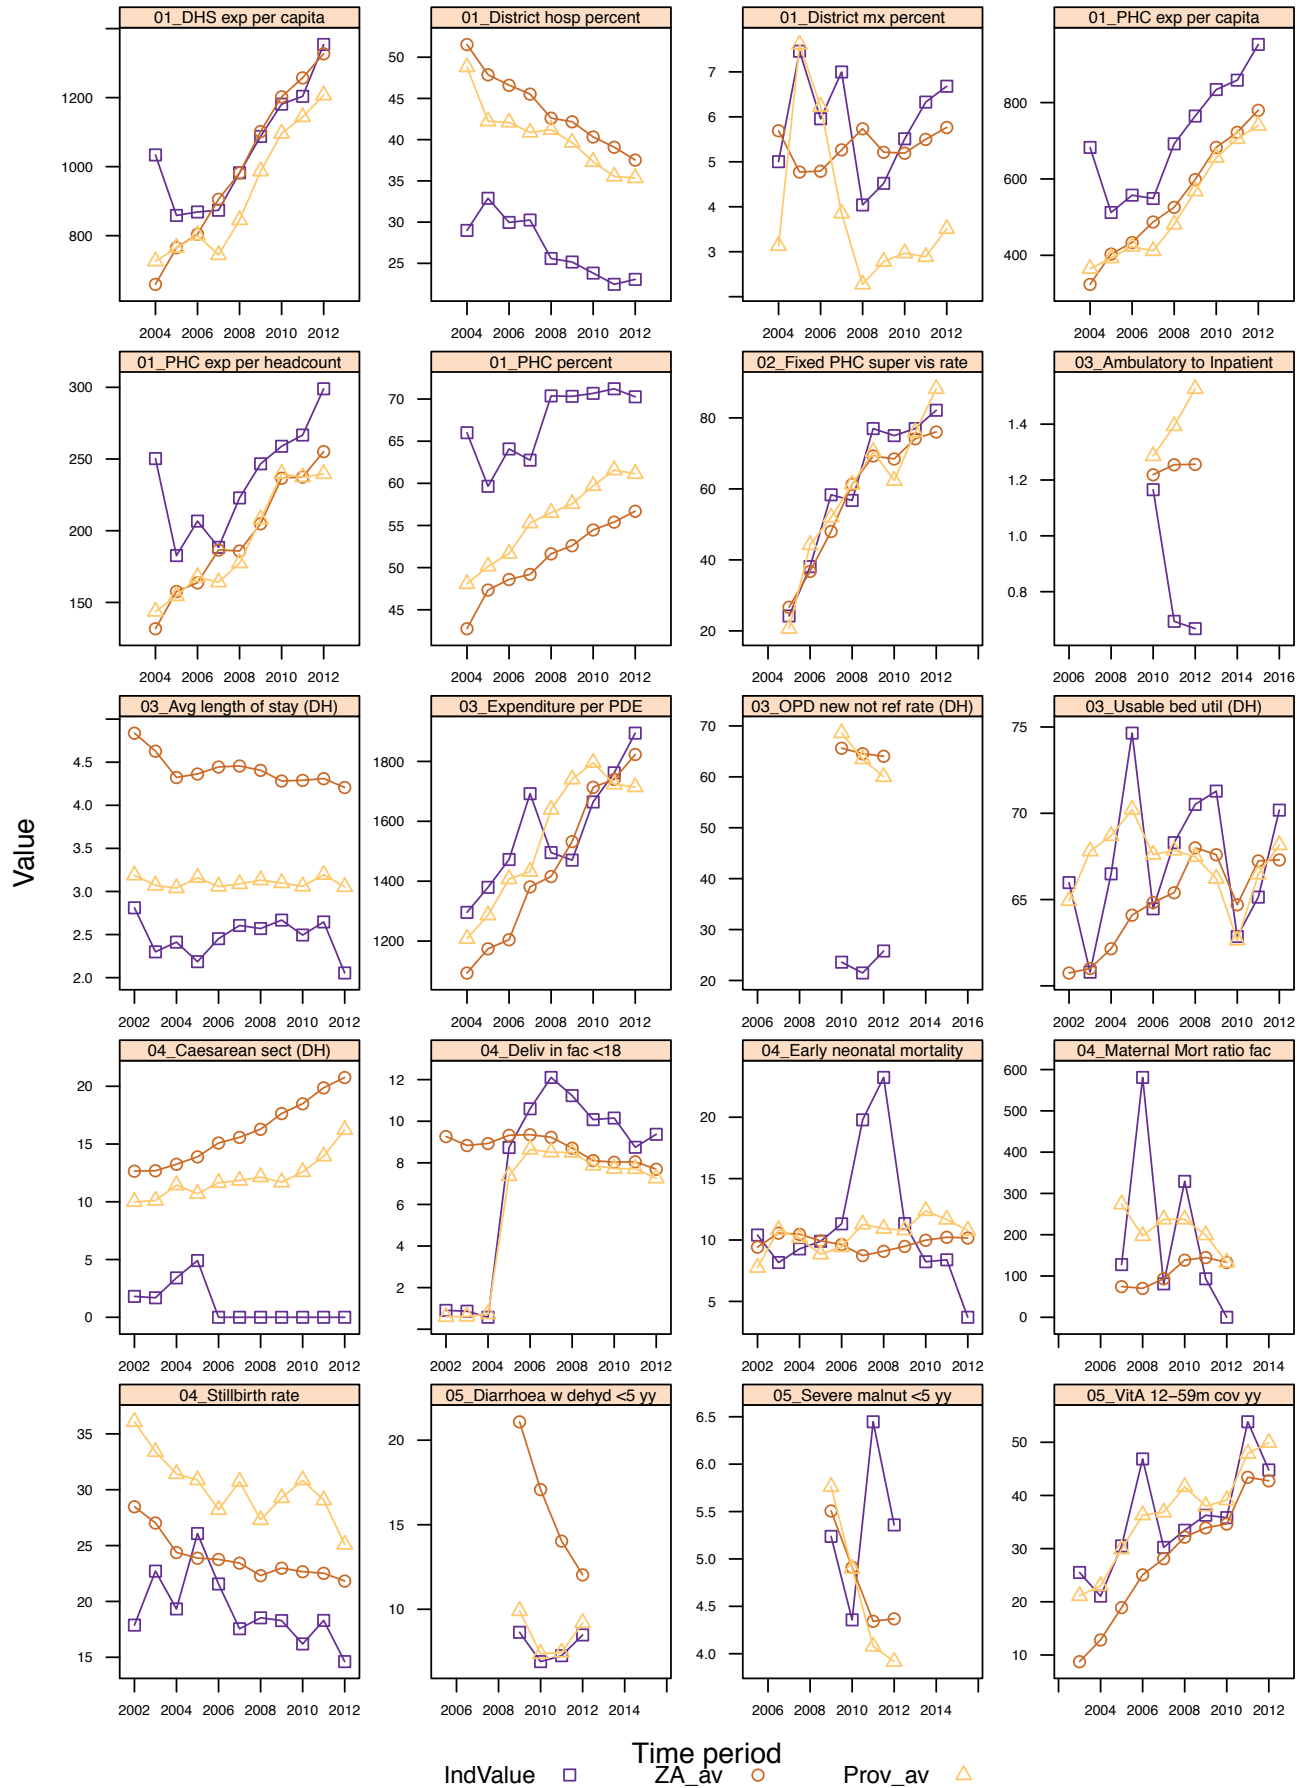 01_DHS exp per capita 01_District hosp percent 01_District mx percent 01_PHC exp per capita
800 1000 1200
25 30 35 40 45 50
3 4 5 6 7
400 600 800
2004 2006 2008 2010 2012 2004 2006 2008 2010 2012 2004 2006 2008 2010 2012 2004 2006 2008 2010 2012
01_PHC exp per headcount 01_PHC percent 02_Fixed PHC super vis rate 03_Ambulatory to Inpatient
150 200 250 300
45 50 55 60 65 70
20 40 60 80
0.8 1.0 1.2 1.4
2004 2006 2008 2010 2012 2004 2006 2008 2010 2012 2004 2006 2008 2010 2012 2006 2008 2010 2012 2014 2016
03_Avg length of stay (DH) 03_Expenditure per PDE 03_OPD new not ref rate (DH) 03_Usable bed util (DH)
2.0 2.5 3.0 3.5 4.0 4.5
1200 1400 1600 1800
20 30 40 50 60 70
65 70 75
2002 2004 2006 2008 2010 2012 2004 2006 2008 2010 2012 2006 2008 2010 2012 2014 2016 2002 2004 2006 2008 2010 2012
Value
04_Caesarean sect (DH) 04_Deliv in fac <18 04_Early neonatal mortality 04_Maternal Mort ratio fac
0 5 10 15 20
2 4 6 8 10 12
5 10 15 20
0 100 200 300 400 500 600
2002 2004 2006 2008 2010 2012 2002 2004 2006 2008 2010 2012 2002 2004 2006 2008 2010 2012 2006 2008 2010 2012 2014
04_Stillbirth rate 05_Diarrhoea w dehyd <5 yy 05_Severe malnut <5 yy 05_VitA 12−59m cov yy
15 20 25 30 35
10 15 20
4.0 4.5 5.0 5.5 6.0 6.5
10 20 30 40 50
2002 2004 2006 2008 2010 2012 2006 2008 2010 2012 2014 2006 2008 2010 2012 2014 2004 2006 2008 2010 2012
Time period
IndValue ZA_av Prov_av